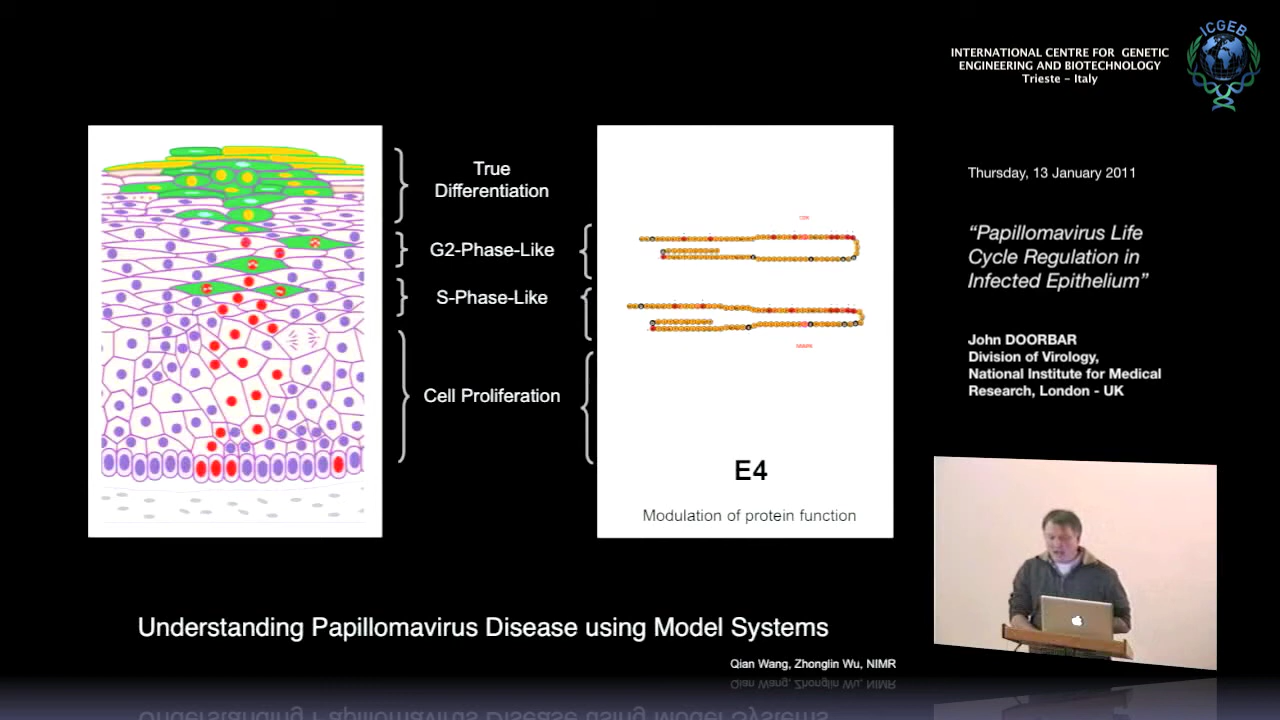 ICGEB
INTERNATIONAL CENTRE FOR GENETIC
ENGINEERING AND BIOTECHNOLOGY
Trieste – Italy
True
Differentiation
G2-Phase-Like
S-Phase-Like
Cell Proliferation
E4
Modulation of protein function
Understanding Papillomavirus Disease using Model Systems
Qian Wang, Zhonglin Wu, NIMR
Thursday, 13 January 2011
“Papillomavirus Life
Cycle Regulation in
Infected Epithelium”
John DOORBAR
Division of Virology,
National Institute for Medical
Research, London - UK